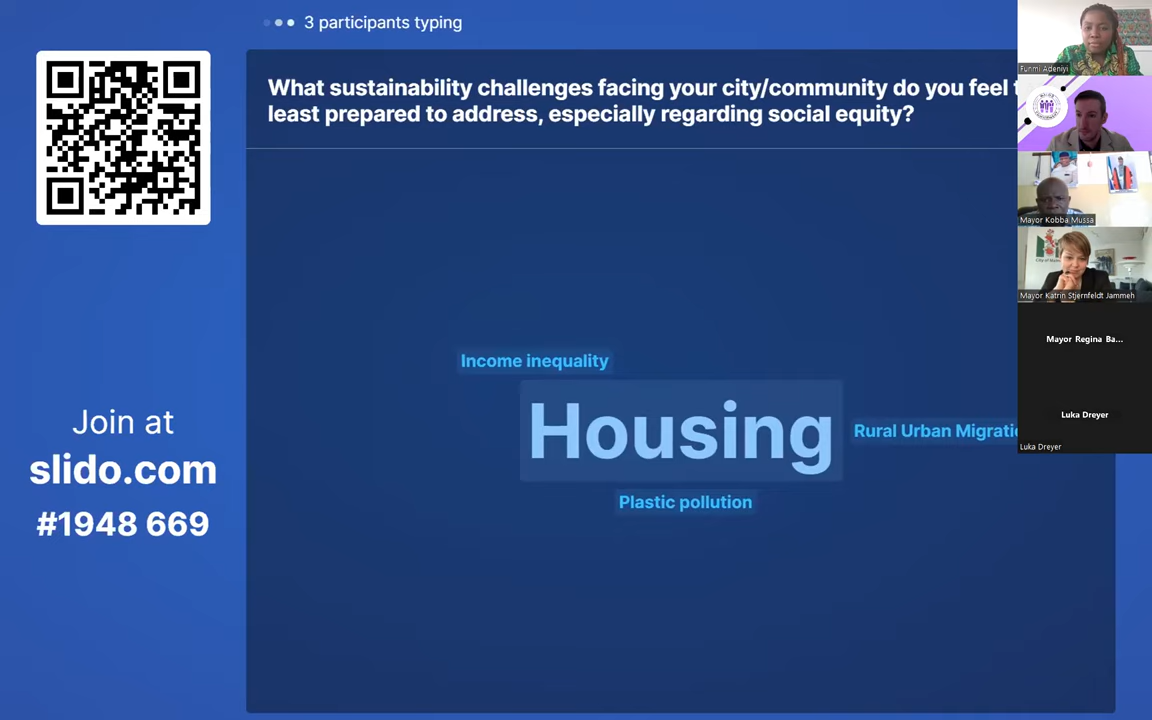 3 participants typing
What sustainability challenges facing your city/community do you feel
least prepared to address, especially regarding social equity?
Join at
slido.com
#1948 669
Income inequality
Housing
Rural Urban Migratio
Plastic pollution
Funmi Adeniyi
Mayor Kobba Mussa
Mayor Katrin Stjernfeldt Jammeh
Mayor Regina Ba...
Luka Dreyer
Luka Dreyer